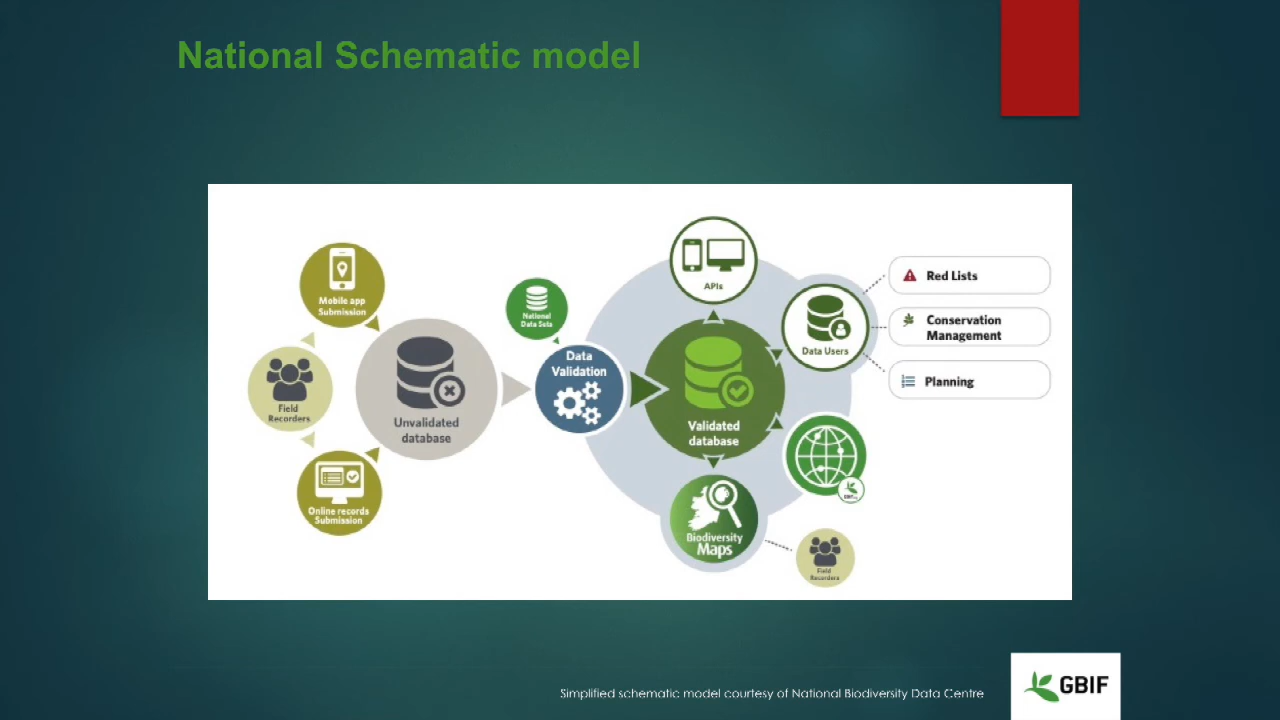 National Schematic model
Mobile app
Submission
Field
Recorders
Online records
Submission
Unvalidated
database
National
Data Sets
Data
Validation
APIs
Validated
database
Data Users
Red Lists
Conservation
Management
Planning
Biodiversity
Maps
Field
Recorders
Simplified schematic model courtesy of National Biodiversity Data Centre
GBIF